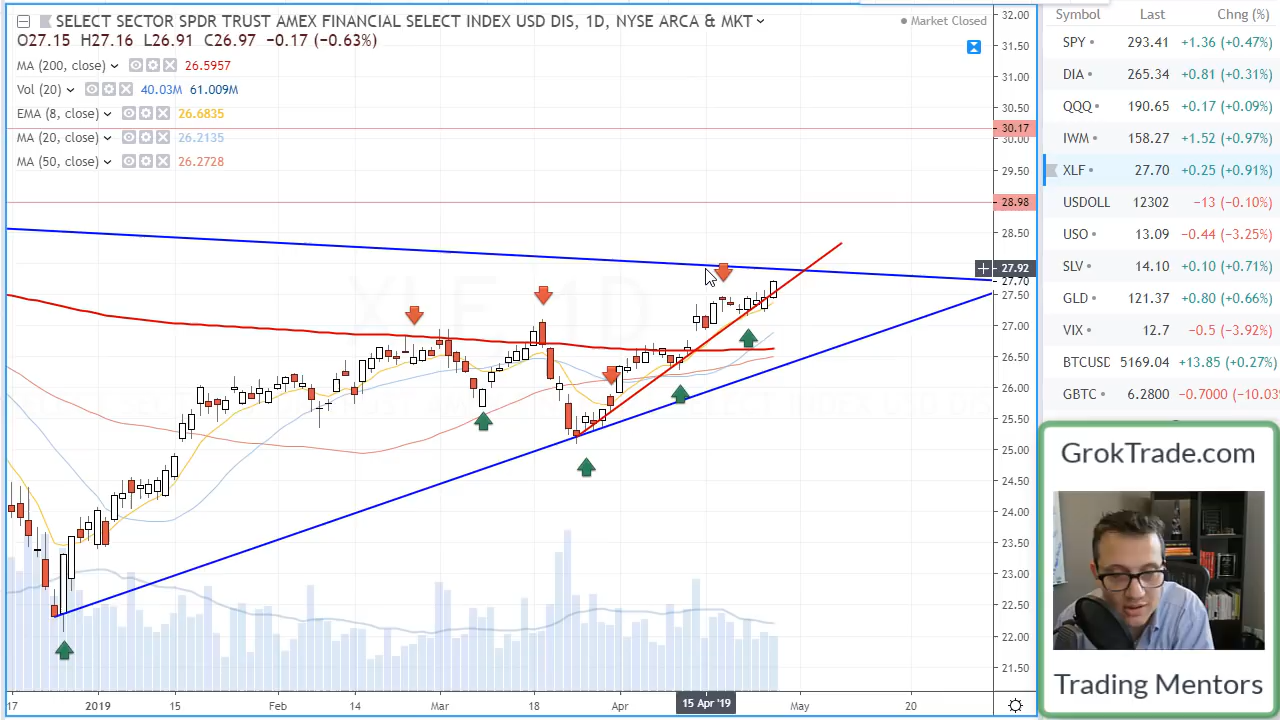 SELECT SECTOR SPDR TRUST AMEX FINANCIAL SELECT INDEX USD DIS, 1D, NYSE ARCA & MKT
Market Closed
O27.15 H27.16 L26.91 C26.97 −0.17 (−0.63%)
MA (200, close) 26.5957
Vol (20) 40.03M 61.009M
EMA (8, close) 26.6835
MA (20, close) 26.2135
MA (50, close) 26.2728
XLF, 1D
32.00
31.50
31.00
30.50
30.17
30.00
29.50
28.98
28.50
27.92
27.70
27.50
27.00
26.50
26.00
25.50
25.00
24.50
24.00
23.50
23.00
22.50
22.00
21.50
17 2019 15 Feb 14 Mar 18 Apr 15 Apr '19 May 20
Symbol Last Chng (%)
SPY 293.41 +1.36 (+0.47%)
DIA 265.34 +0.81 (+0.31%)
QQQ 190.65 +0.17 (+0.09%)
IWM 158.27 +1.52 (+0.97%)
XLF 27.70 +0.25 (+0.91%)
USDOLL 12302 −13 (−0.10%)
USO 13.09 −0.44 (−3.25%)
SLV 14.10 +0.10 (+0.71%)
GLD 121.37 +0.80 (+0.66%)
VIX 12.7 −0.5 (−3.92%)
BTCUSD 5169.04 +13.85 (+0.27%)
GBTC 6.2800 −0.7000 (−10.03
GrokTrade.com
Trading Mentors